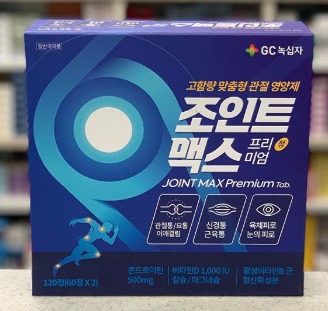 일반의약품
GC 녹십자
고함량 맞춤형 관절 영양제
조인트
맥스 프리미엄 정
JOINT MAX Premium Tab.
관절통/요통
어깨결림
신경통
근육통
육체피로
눈의 피로
120정(60정 X 2)
콘드로이틴
500mg
비타민D 1,000 IU
칼슘 / 마그네슘
활성비타민B 군
항산화 성분